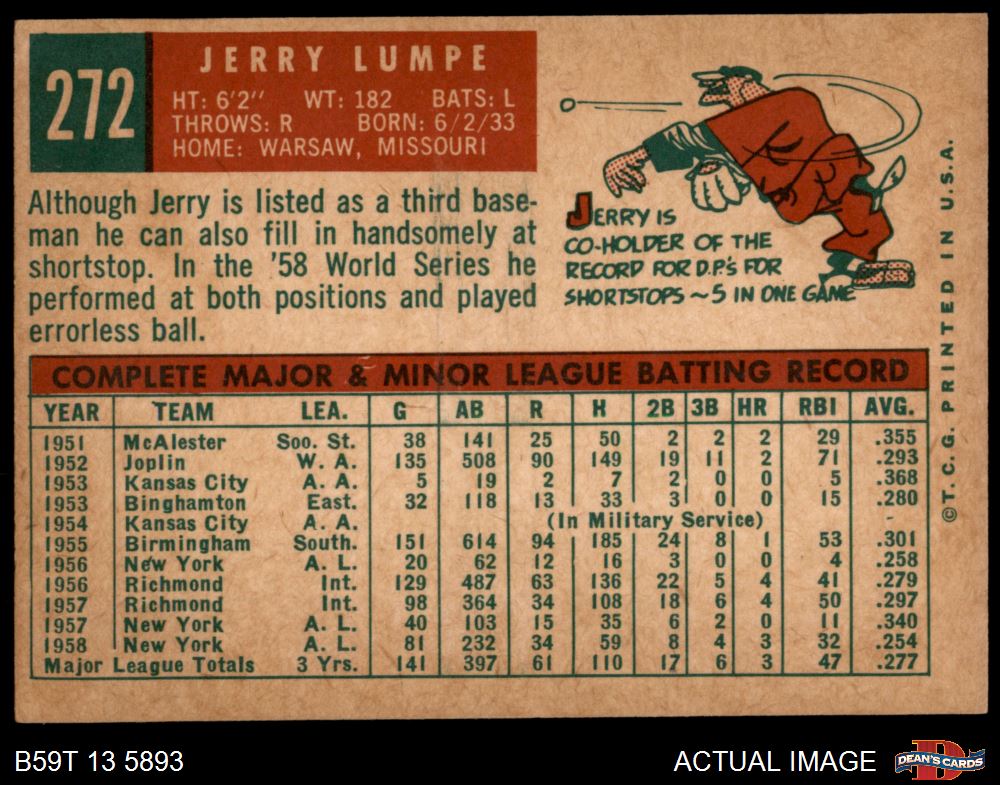 272
JERRY LUMPE
HT: 6'2" WT: 182 BATS: L
THROWS: R BORN: 6/2/33
HOME: WARSAW, MISSOURI
Although Jerry is listed as a third base-
man he can also fill in handsomely at
shortstop. In the '58 World Series he
performed at both positions and played
errorless ball.
JERRY IS
CO-HOLDER OF THE
RECORD FOR D.P.'S FOR
SHORTSTOPS ~ 5 IN ONE GAME
COMPLETE MAJOR & MINOR LEAGUE BATTING RECORD
YEAR TEAM LEA. G AB R H 2B 3B HR RBI AVG.
1951 McAlester Soo. St. 38 141 25 50 2 2 2 29 .355
1952 Joplin W. A. 135 508 90 149 19 11 2 71 .293
1953 Kansas City A. A. 5 19 2 7 2 0 0 5 .368
1953 Binghamton East. 32 118 13 33 3 0 0 15 .280
1954 Kansas City A. A. (In Military Service) -
1955 Birmingham South. 151 614 94 185 24 8 1 53 .301
1956 New York A. L. 20 62 12 16 3 0 0 4 .258
1956 Richmond Int. 129 487 63 136 22 5 4 41 .279
1957 Richmond Int. 98 364 34 108 18 6 4 50 .297
1957 New York A. L. 40 103 15 35 6 2 0 11 .340
1958 New York A. L. 81 232 34 59 8 4 3 32 .254
Major League Totals 3 Yrs. 141 397 61 110 17 6 3 47 .277
©T.C.G. PRINTED IN U.S.A.
B59T 13 5893
ACTUAL IMAGE
D
DEAN'S CARDS